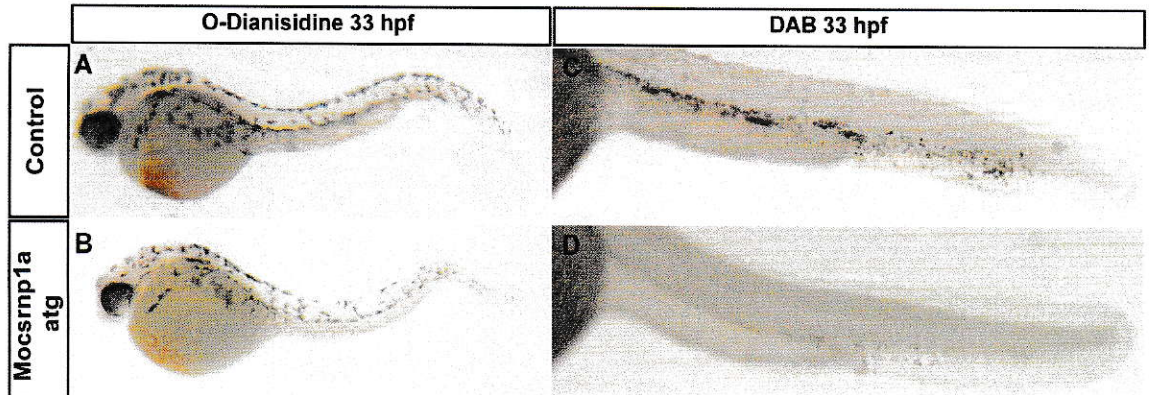 O-Dianisidine 33 hpf
DAB 33 hpf
Control
A
C
Mocsrnp1a
atg
B
D